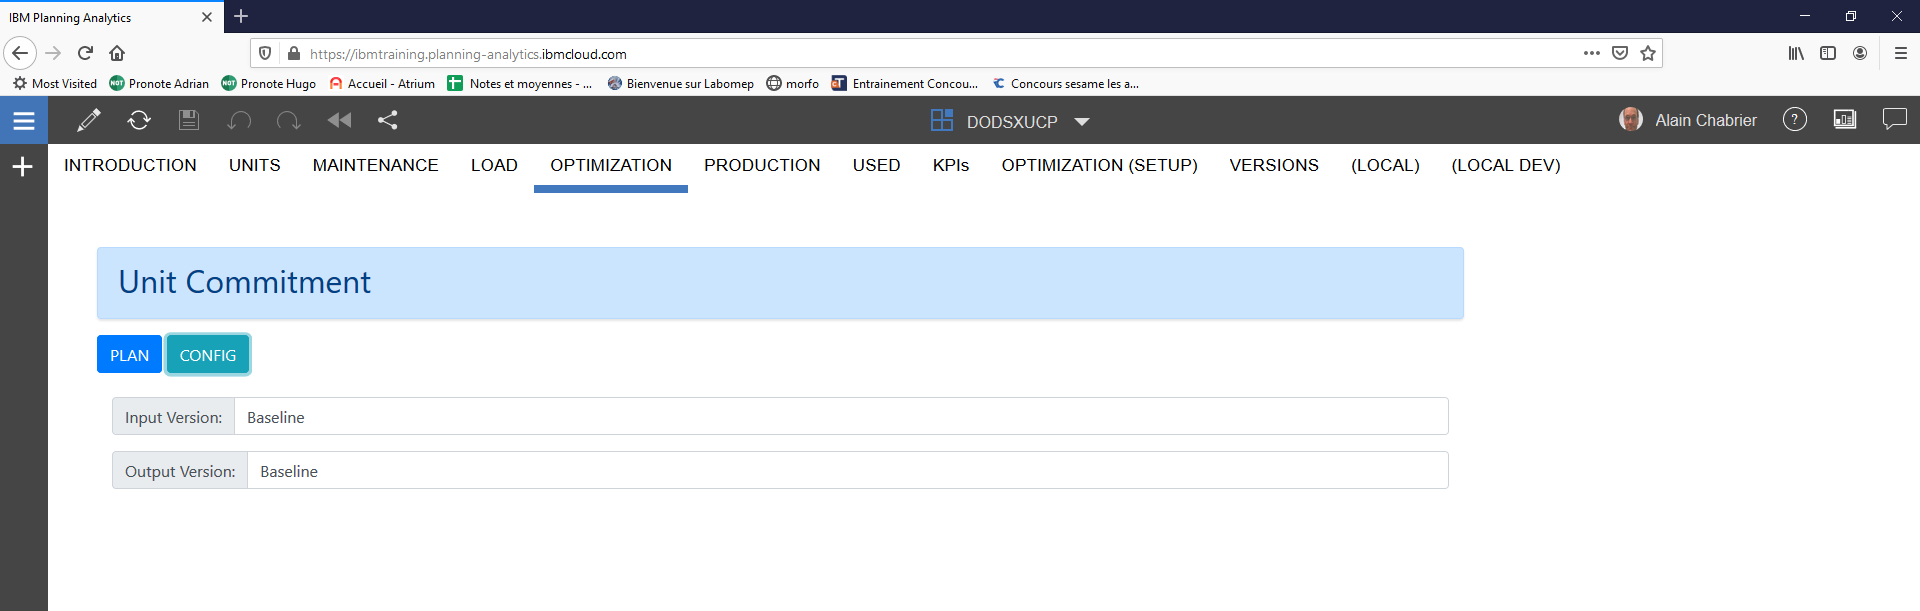 IBM Planning Analytics
https://ibmtraining.planning-analytics.ibmcloud.com
Most Visited Pronote Adrian Pronote Hugo Accueil - Atrium Notes et moyennes - ... Bienvenue sur Labomep morfo Entrainement Concou... Concours sesame les a...
DODSXUCP Alain Chabrier ?
INTRODUCTION UNITS MAINTENANCE LOAD OPTIMIZATION PRODUCTION USED KPIs OPTIMIZATION (SETUP) VERSIONS (LOCAL) (LOCAL DEV)
Unit Commitment
PLAN CONFIG
Input Version: Baseline
Output Version: Baseline